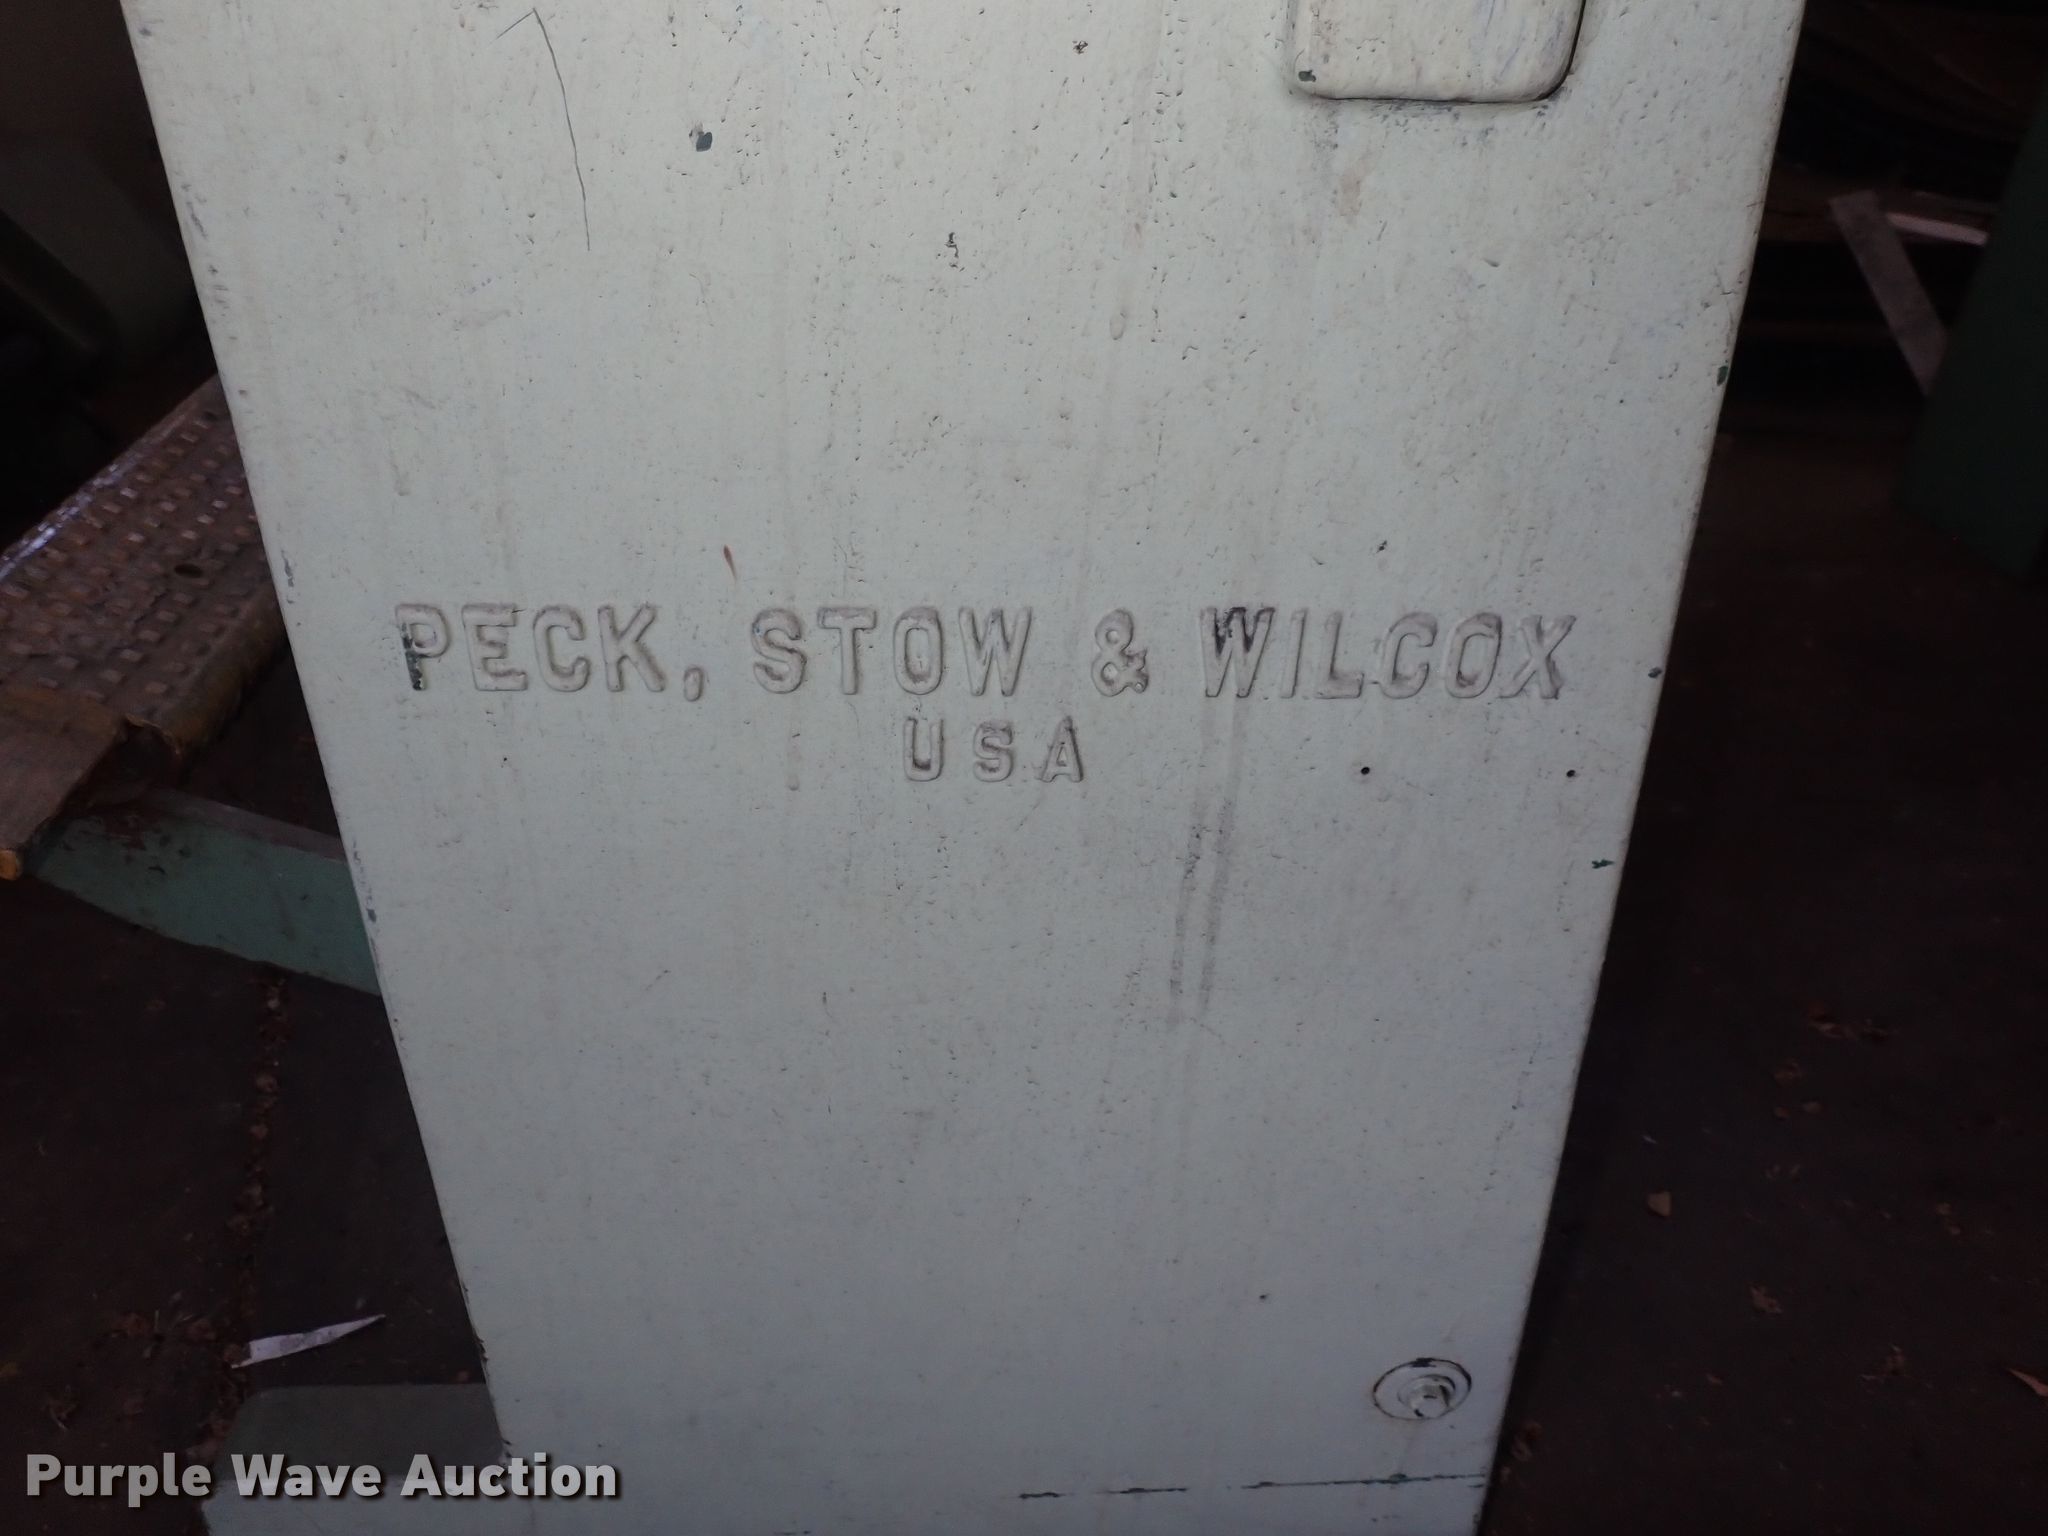 PECK, STOW & WILCOX
USA
Purple Wave Auction